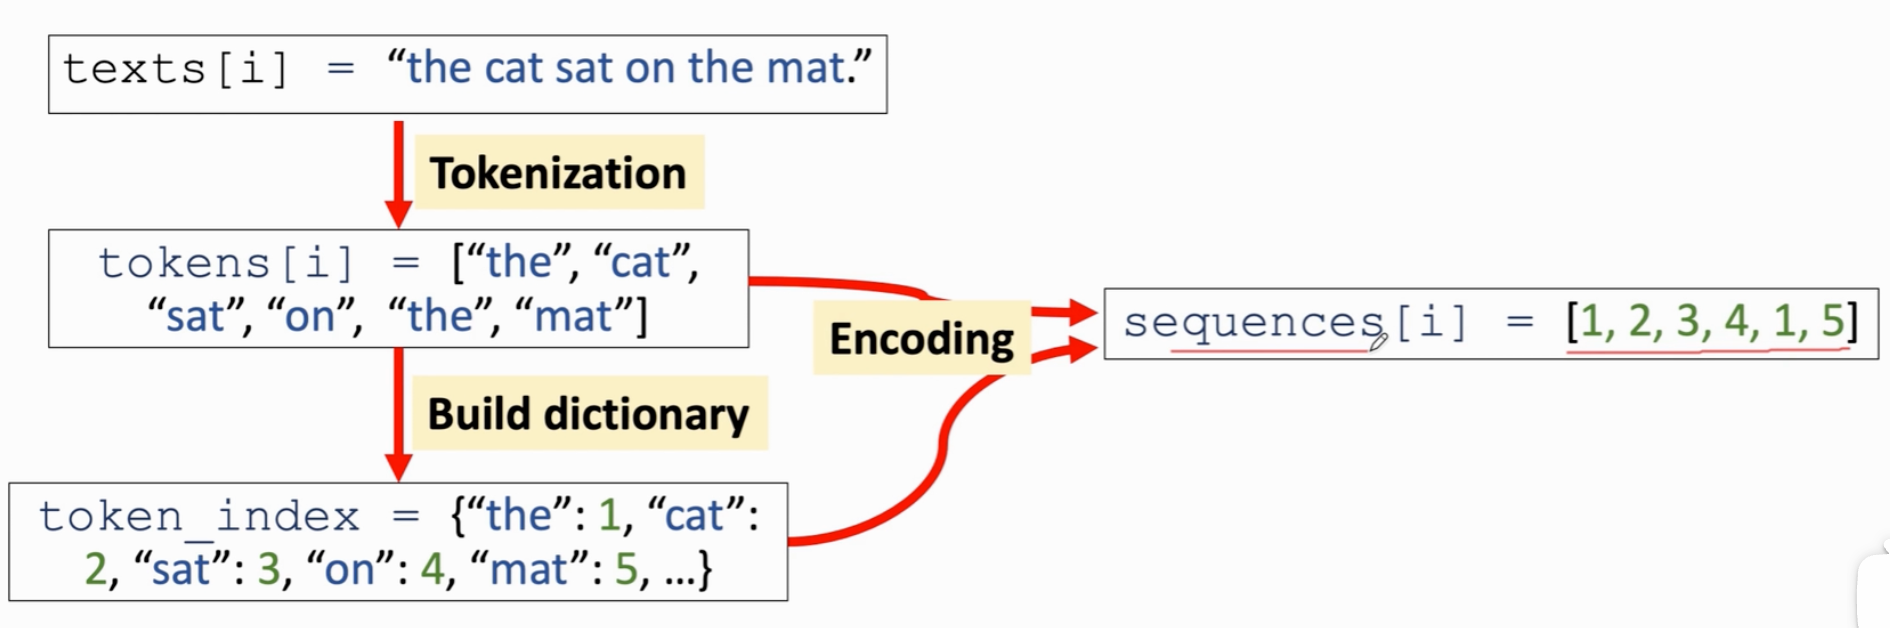 texts[i] = “the cat sat on the mat.”
Tokenization
tokens[i] = [“the”, “cat”,
“sat”, “on”, “the”, “mat”]
Encoding
sequences[i] = [1, 2, 3, 4, 1, 5]
Build dictionary
token_index = {“the”: 1, “cat”:
2, “sat”: 3, “on”: 4, “mat”: 5, …}